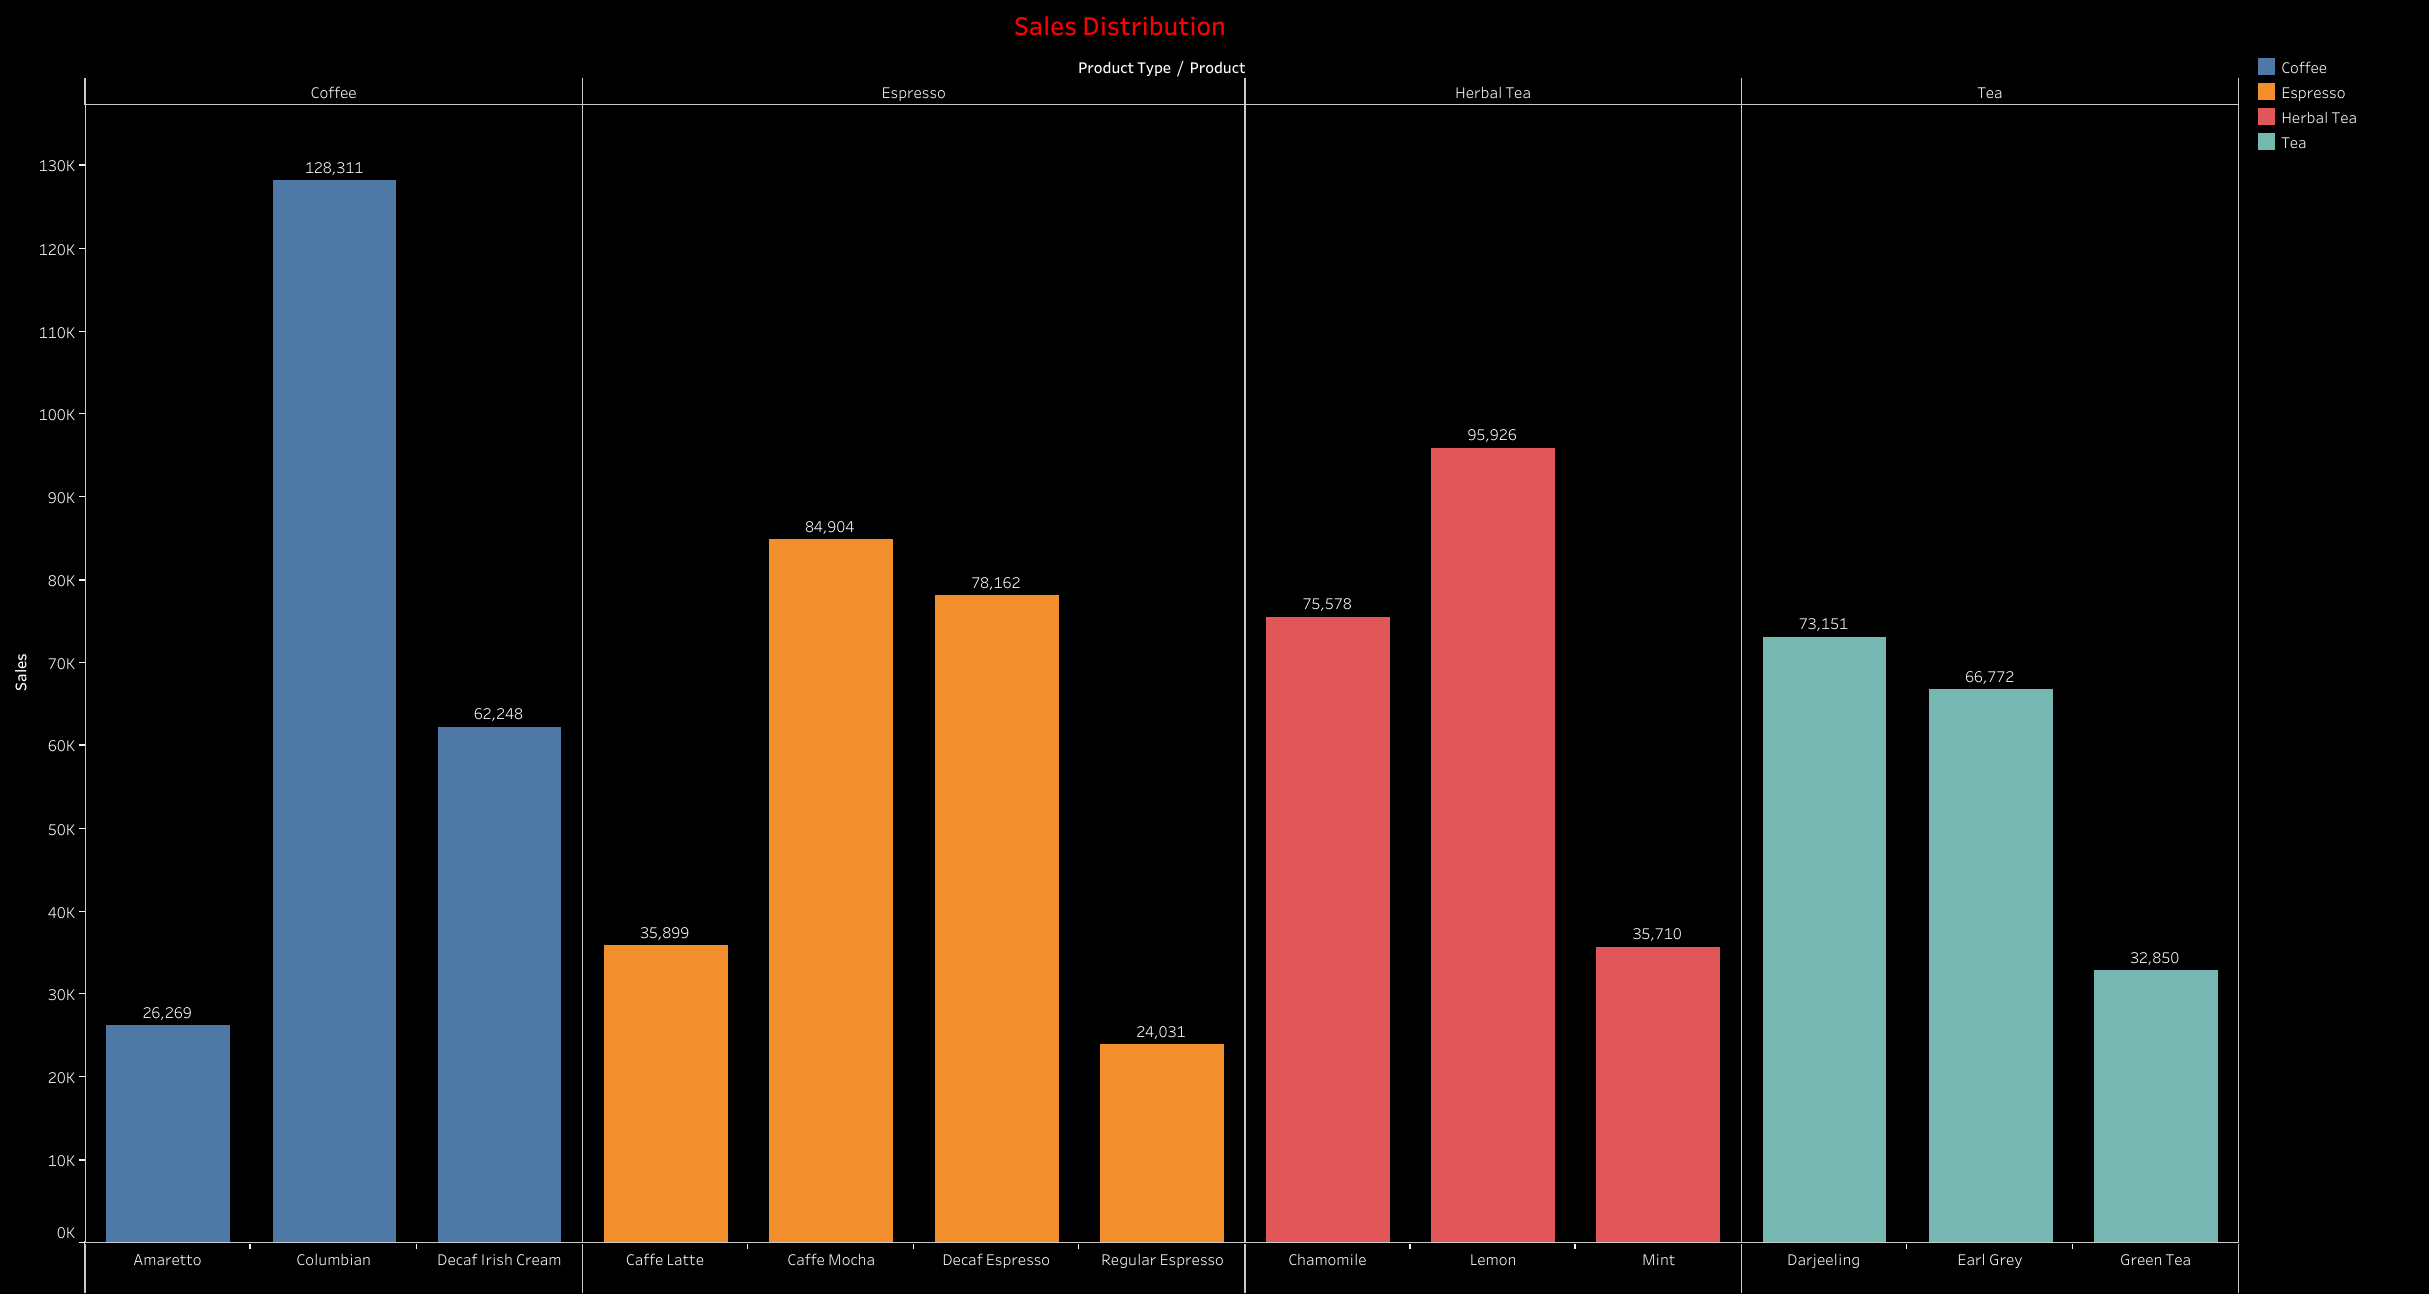 Sales Distribution
Product Type / Product
Coffee Espresso Herbal Tea Tea
Coffee
Espresso
Herbal Tea
Tea
Sales
130K
120K
110K
100K
90K
80K
70K
60K
50K
40K
30K
20K
10K
0K
26,269
128,311
62,248
35,899
84,904
78,162
24,031
75,578
95,926
35,710
73,151
66,772
32,850
Amaretto Columbian Decaf Irish Cream Caffe Latte Caffe Mocha Decaf Espresso Regular Espresso Chamomile Lemon Mint Darjeeling Earl Grey Green Tea